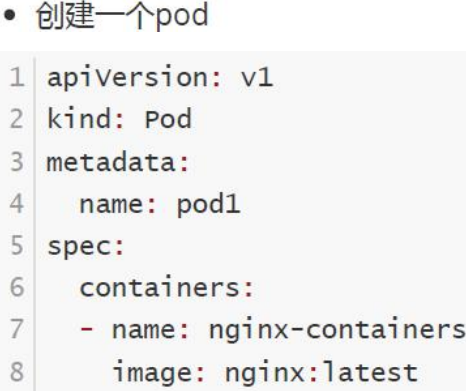 • 创建一个pod
1 apiVersion: v1
2 kind: Pod
3 metadata:
4   name: pod1
5 spec:
6   containers:
7   - name: nginx-containers
8     image: nginx:latest